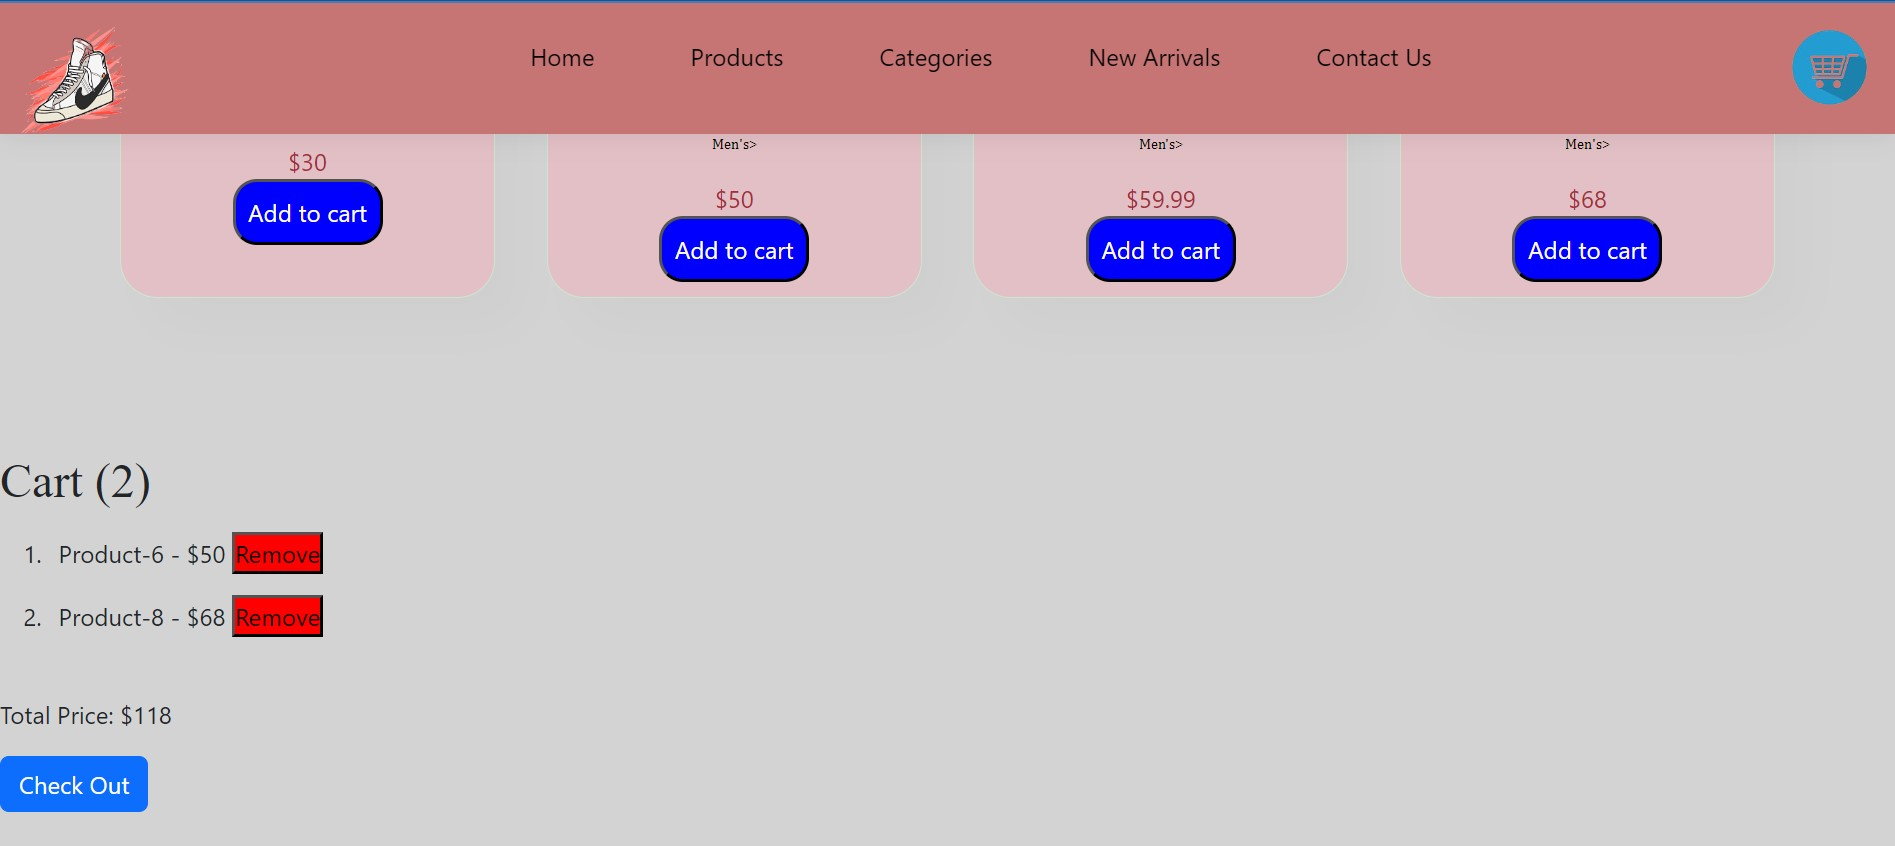 Home Products Categories New Arrivals Contact Us
Men's> Men's> Men's>
$30
$50 $59.99 $68
Add to cart
Add to cart Add to cart Add to cart
Cart (2)
1. Product-6 - $50 Remove
2. Product-8 - $68 Remove
Total Price: $118
Check Out